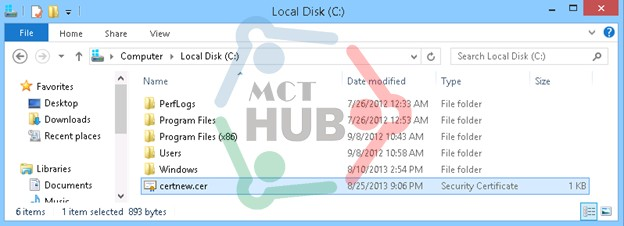 Local Disk (C:)
File Home Share View
Computer Local Disk (C:) Search Local Disk (C:)
Name Date modified Type Size
Favorites
Desktop
Downloads
Recent places
Libraries
Documents
Music
PerfLogs 7/26/2012 12:33 AM File folder
Program Files 7/26/2012 12:53 AM File folder
Program Files (x86) 9/8/2012 10:43 AM File folder
Users 9/8/2012 10:58 AM File folder
Windows 8/10/2013 2:54 PM File folder
certnew.cer 8/25/2013 9:06 PM Security Certificate 1 KB
MCT
HUB
6 items 1 item selected 893 bytes